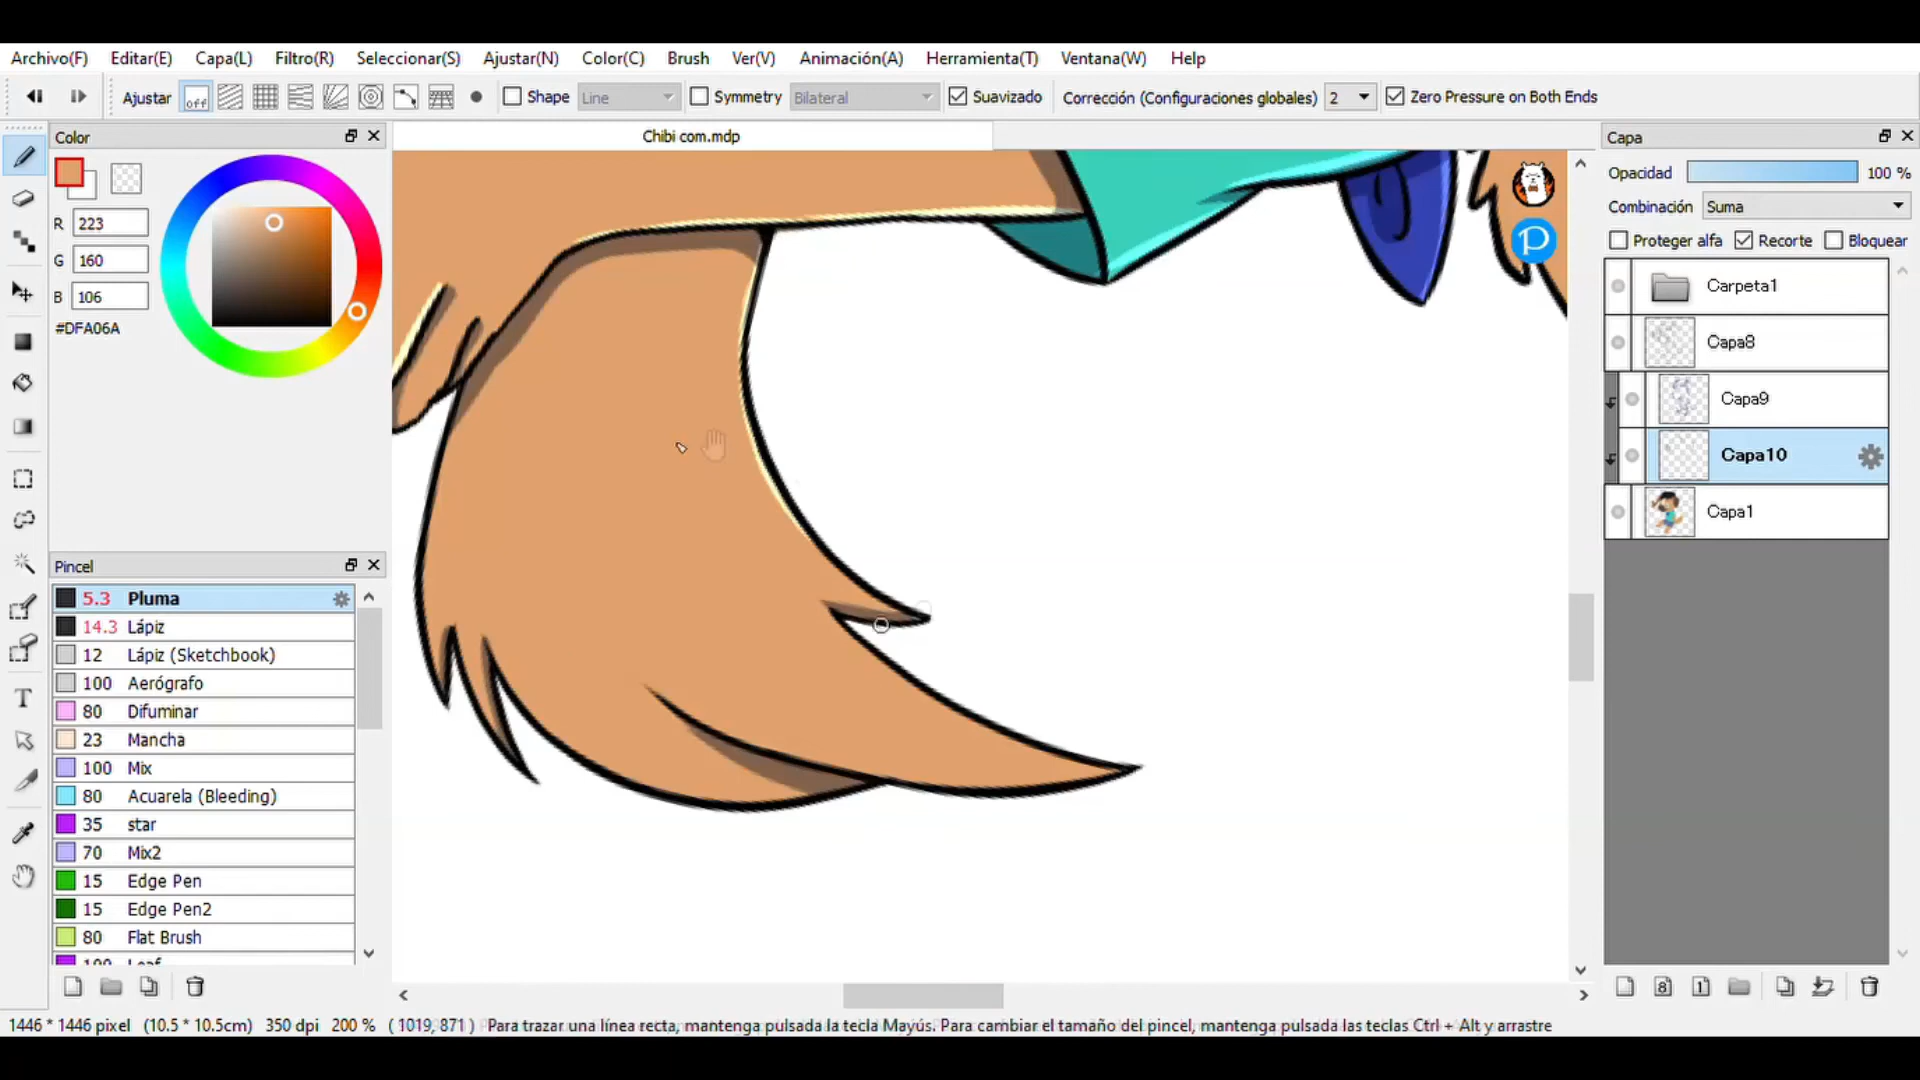 Archivo(F) Editar(E) Capa(L) Filtro(R) Seleccionar(S) Ajustar(N) Color(C) Brush Ver(V) Animación(A) Herramienta(T) Ventana(W) Help
Ajustar off Shape Line Symmetry Bilateral Suavizado Corrección (Configuraciones globales) 2 Zero Pressure on Both Ends
Color
Chibi com.mdp
Capa
R 223
G 160
B 106
#DFA06A
Opacidad 100 %
Combinación Suma
Proteger alfa Recorte Bloquear
Carpeta1
Capa8
Capa9
Capa10
Capa1
Pincel
5.3 Pluma
14.3 Lápiz
12 Lápiz (Sketchbook)
100 Aerógrafo
80 Difuminar
23 Mancha
100 Mix
80 Acuarela (Bleeding)
35 star
70 Mix2
15 Edge Pen
15 Edge Pen2
80 Flat Brush
100 Leaf
T
P
8
1
1446 * 1446 pixel (10.5 * 10.5cm) 350 dpi 200 % ( 1019, 871 ) Para trazar una línea recta, mantenga pulsada la tecla Mayús. Para cambiar el tamaño del pincel, mantenga pulsada las teclas Ctrl + Alt y arrastre